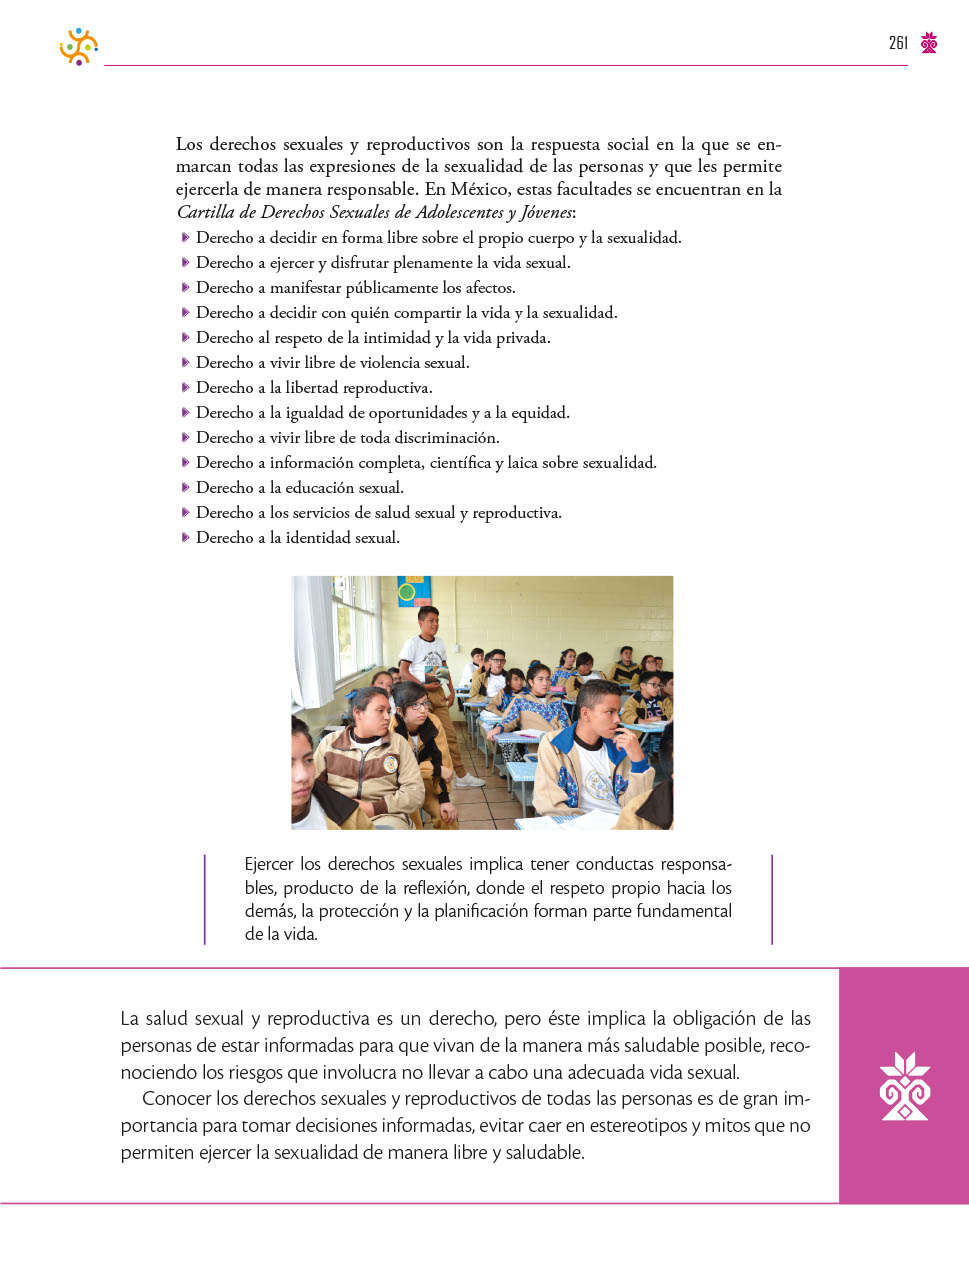 261
Los derechos sexuales y reproductivos son la respuesta social en la que se en-
marcan todas las expresiones de la sexualidad de las personas y que les permite
ejercerla de manera responsable. En México, estas facultades se encuentran en la
Cartilla de Derechos Sexuales de Adolescentes y Jóvenes:
Derecho a decidir en forma libre sobre el propio cuerpo y la sexualidad.
Derecho a ejercer y disfrutar plenamente la vida sexual.
Derecho a manifestar públicamente los afectos.
Derecho a decidir con quién compartir la vida y la sexualidad.
Derecho al respeto de la intimidad y la vida privada.
Derecho a vivir libre de violencia sexual.
Derecho a la libertad reproductiva.
Derecho a la igualdad de oportunidades y a la equidad.
Derecho a vivir libre de toda discriminación.
Derecho a información completa, científica y laica sobre sexualidad.
Derecho a la educación sexual.
Derecho a los servicios de salud sexual y reproductiva.
Derecho a la identidad sexual.
Ejercer los derechos sexuales implica tener conductas responsa-
bles, producto de la reflexión, donde el respeto propio hacia los
demás, la protección y la planificación forman parte fundamental
de la vida.
La salud sexual y reproductiva es un derecho, pero éste implica la obligación de las
personas de estar informadas para que vivan de la manera más saludable posible, reco-
nociendo los riesgos que involucra no llevar a cabo una adecuada vida sexual.
Conocer los derechos sexuales y reproductivos de todas las personas es de gran im-
portancia para tomar decisiones informadas, evitar caer en estereotipos y mitos que no
permiten ejercer la sexualidad de manera libre y saludable.